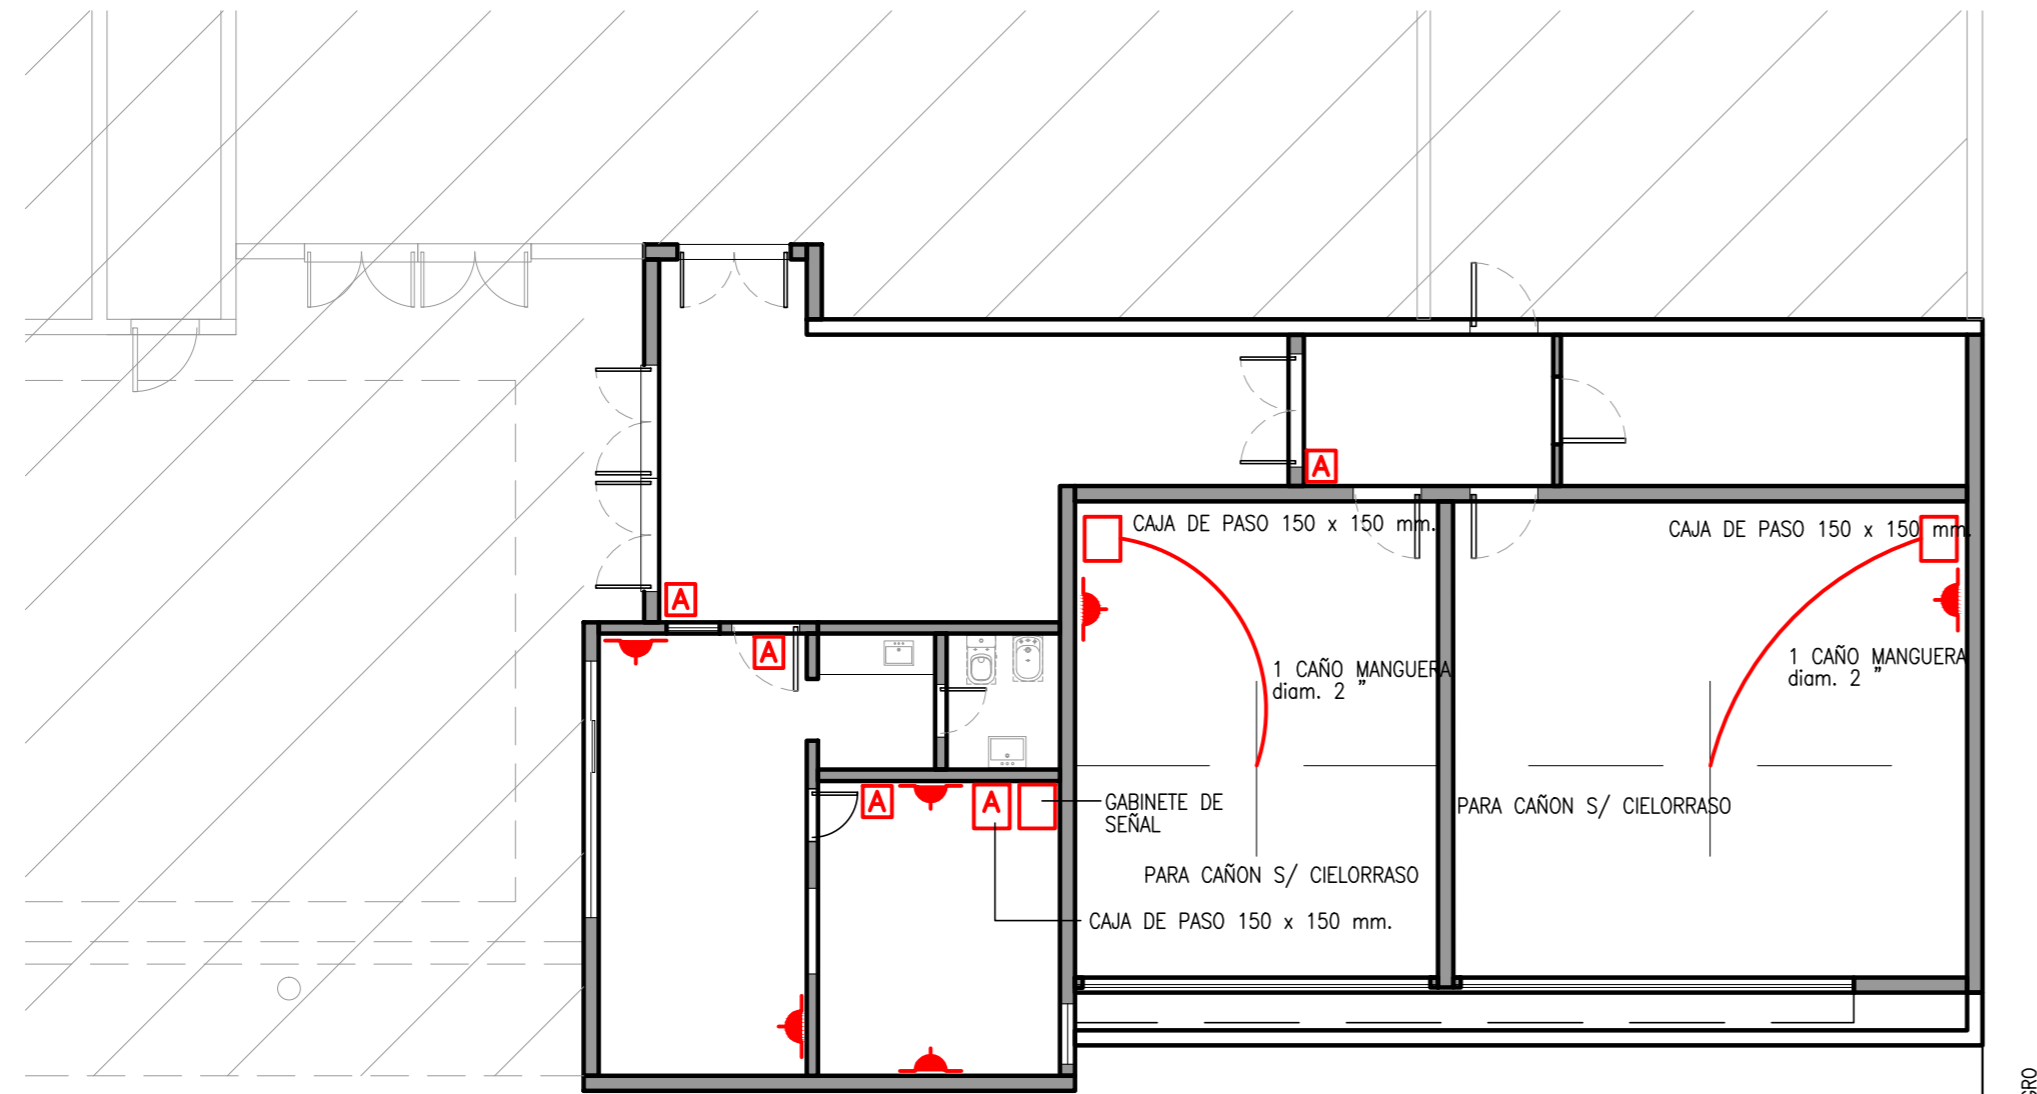 A
CAJA DE PASO 150 x 150 mm.
CAJA DE PASO 150 x 150 mm.
A
A
1 CAÑO MANGUERA
diam. 2 "
1 CAÑO MANGUERA
diam. 2 "
A
A
GABINETE DE
SEÑAL
PARA CAÑON S/ CIELORRASO
PARA CAÑON S/ CIELORRASO
CAJA DE PASO 150 x 150 mm.